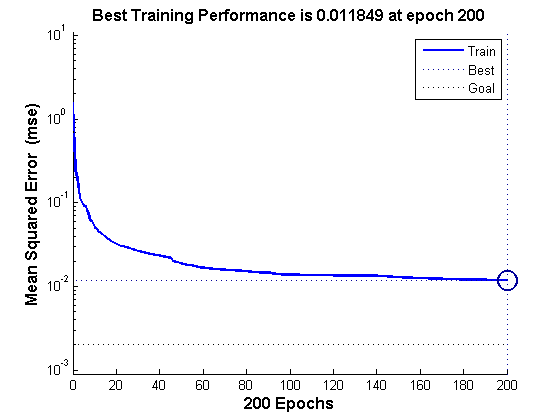 Best Training Performance is 0.011849 at epoch 200
10^1
Train
Best
Goal
10^0
10^-1
10^-2
10^-3
Mean Squared Error (mse)
0 20 40 60 80 100 120 140 160 180 200
200 Epochs